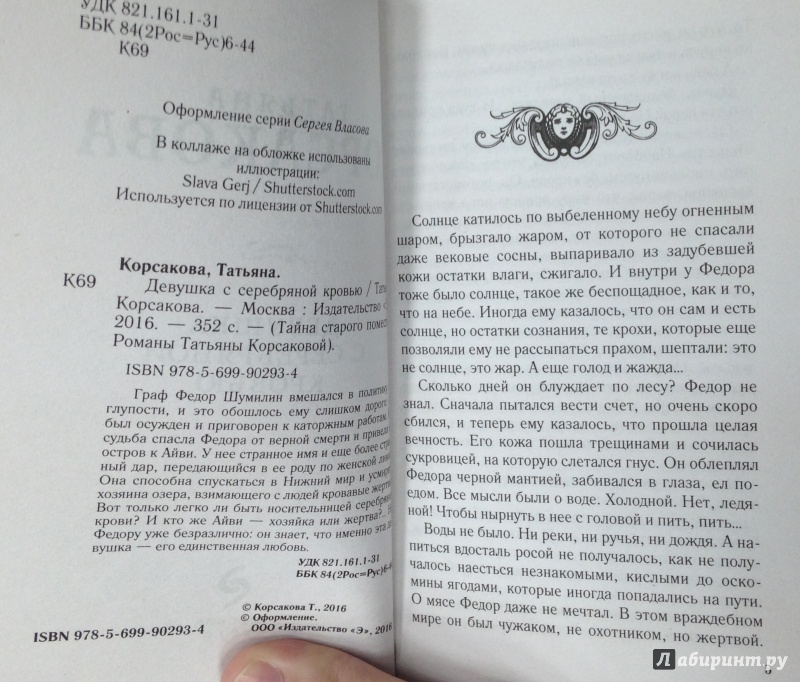 УДК 821.161.1-31
ББК 84(2Рос=Рус)6-44
К69
Оформление серии Сергея Власова
В коллаже на обложке использованы
иллюстрации:
Slava Gerj / Shutterstock.com
Используется по лицензии от Shutterstock.com
Корсакова, Татьяна.
К69
Девушка с серебряной кровью / Тать
Корсакова. — Москва : Издательство
2016. — 352 с. — (Тайна старого помес
Романы Татьяны Корсаковой).
ISBN 978-5-699-90293-4
Граф Федор Шумилин вмешался в политику
глупости, и это обошлось ему слишком дорого
был осужден и приговорен к каторжным работам.
судьба спасла Федора от верной смерти и привела
остров к Айви. У нее странное имя и еще более стран
ный дар, передающийся в ее роду по женской лини
Она способна спускаться в Нижний мир и усмир
хозяина озера, взимающего с людей кровавые жертв
Вот только легко ли быть носительницей серебрян
крови? И кто же Айви — хозяйка или жертва?..
Федору уже безразлично: он знает, что именно эта де
вушка — его единственная любовь.
УДК 821.161.1-31
ББК 84(2Рос=Рус)6-44
© Корсакова Т., 2016
© Оформление.
ООО «Издательство «Э», 2016
ISBN 978-5-699-90293-4
Солнце катилось по выбеленному небу огненным
шаром, брызгало жаром, от которого не спасали
даже вековые сосны, выпаривало из задубевшей
кожи остатки влаги, сжигало. И внутри у Федора
тоже было солнце, такое же беспощадное, как и то,
что на небе. Иногда ему казалось, что он сам и есть
солнце, но остатки сознания, те крохи, которые еще
позволяли ему не рассыпаться прахом, шептали: это
не солнце, это жар. А еще голод и жажда...
Сколько дней он блуждает по лесу? Федор не
знал. Сначала пытался вести счет, но очень скоро
сбился, и теперь ему казалось, что прошла целая
вечность. Его кожа пошла трещинами и сочилась
сукровицей, на которую слетался гнус. Он облеплял
Федора черной мантией, забивался в глаза, ел по-
едом. Все мысли были о воде. Холодной. Нет, ледя-
ной! Чтобы нырнуть в нее с головой и пить, пить...
Воды не было. Ни реки, ни ручья, ни дождя. А на-
питься вдосталь росой не получалось, как не полу-
чалось наесться незнакомыми, кислыми до оско-
мины ягодами, которые иногда попадались на пути.
О мясе Федор даже не мечтал. В этом враждебном
мире он был чужаком, не охотником, но жертвой.
5
Лабиринт.ру